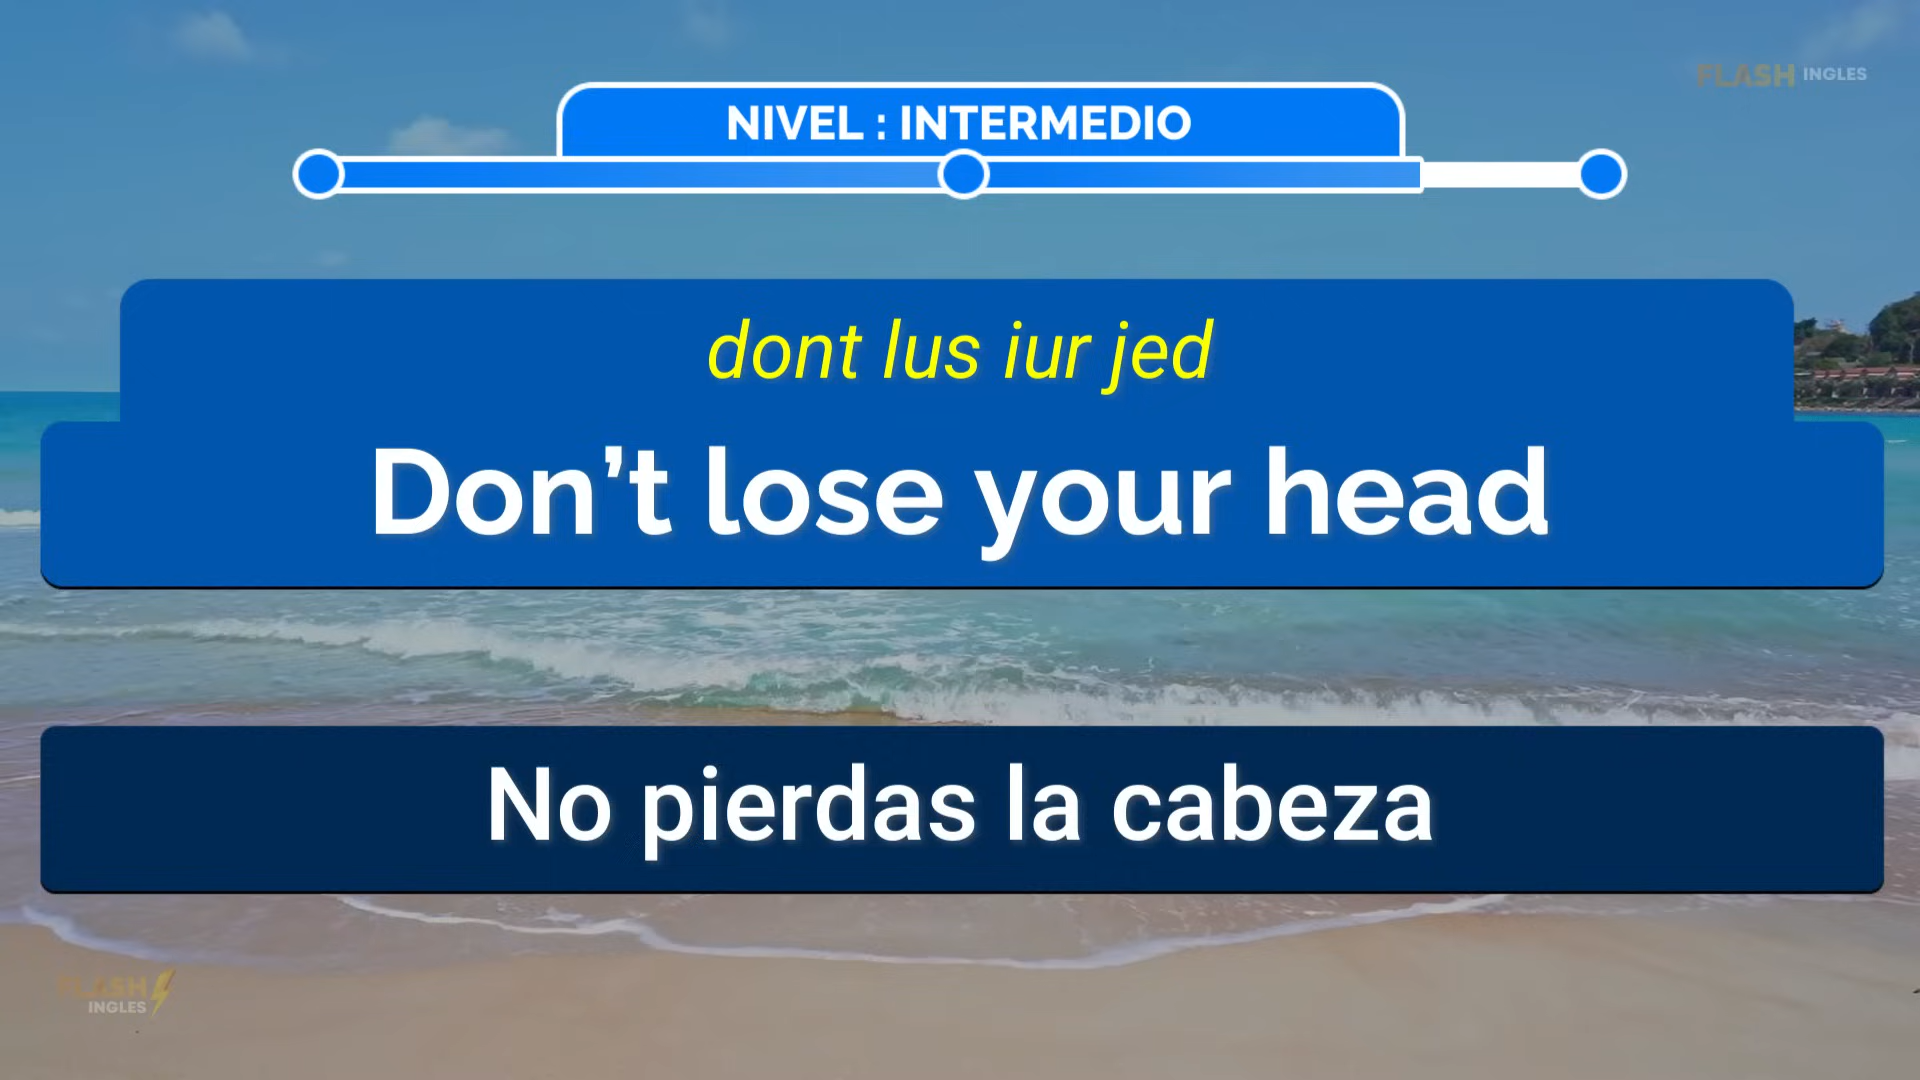 FLASH INGLES
NIVEL : INTERMEDIO
dont lus iur jed
Don’t lose your head
No pierdas la cabeza
FLASH
INGLES